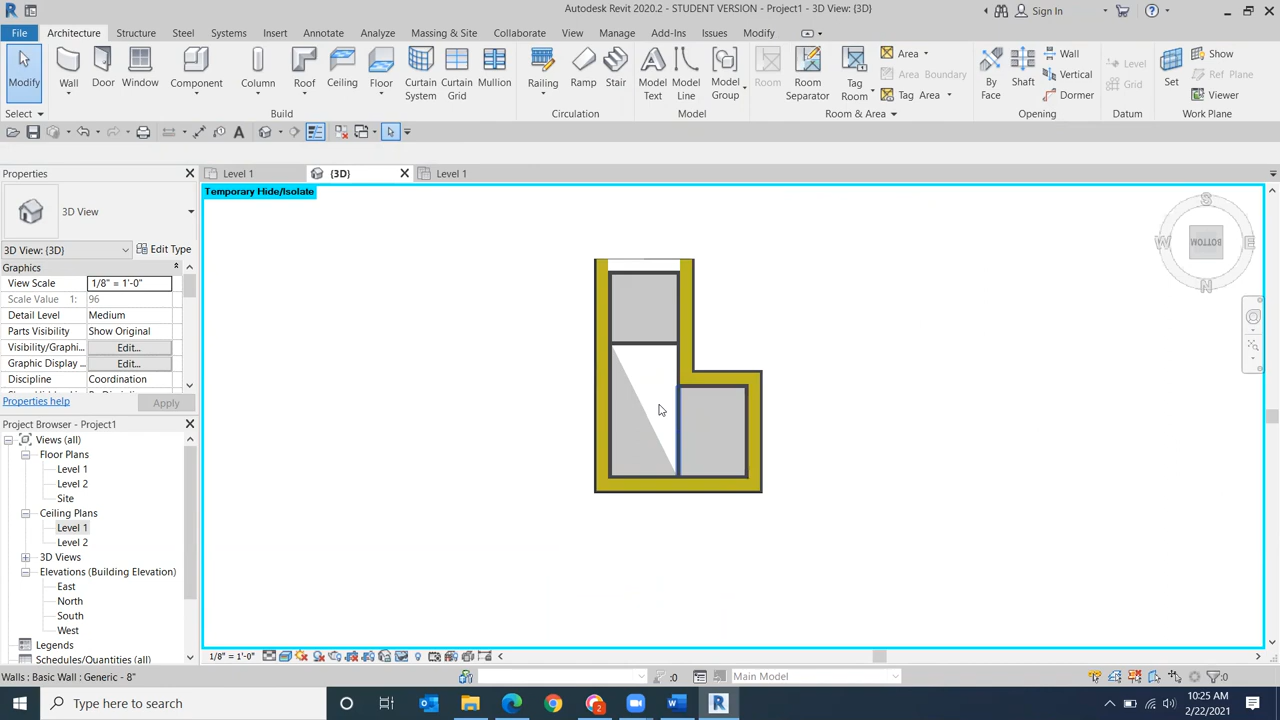 Autodesk Revit 2020.2 - STUDENT VERSION - Project1 - 3D View: {3D}
Sign In
File Architecture Structure Steel Systems Insert Annotate Analyze Massing & Site Collaborate View Manage Add-Ins Issues Modify
Modify
Wall
Door
Window
Component
Column
Roof
Ceiling
Floor
Curtain System
Curtain Grid
Mullion
Railing
Ramp
Stair
Model Text
Model Line
Model Group
Room
Room Separator
Tag Room
Area
Area Boundary
Tag Area
By Face
Shaft
Wall
Vertical
Dormer
Level
Grid
Set
Show
Ref Plane
Viewer
Select
Build
Circulation
Model
Room & Area
Opening
Datum
Work Plane
Properties
Level 1
{3D}
Level 1
Temporary Hide/Isolate
3D View
3D View: {3D}
Edit Type
Graphics
View Scale 1/8" = 1'-0"
Scale Value 1: 96
Detail Level Medium
Parts Visibility Show Original
Visibility/Graphi... Edit...
Graphic Display ... Edit...
Discipline Coordination
Properties help
Apply
Project Browser - Project1
Views (all)
Floor Plans
Level 1
Level 2
Site
Ceiling Plans
Level 1
Level 2
3D Views
Elevations (Building Elevation)
East
North
South
West
Legends
Schedules/Quantities (all)
S
W
BOTTOM
E
N
1/8" = 1'-0"
Walls : Basic Wall : Generic - 8"
:0
Main Model
:0
Type here to search
2
10:25 AM
2/22/2021